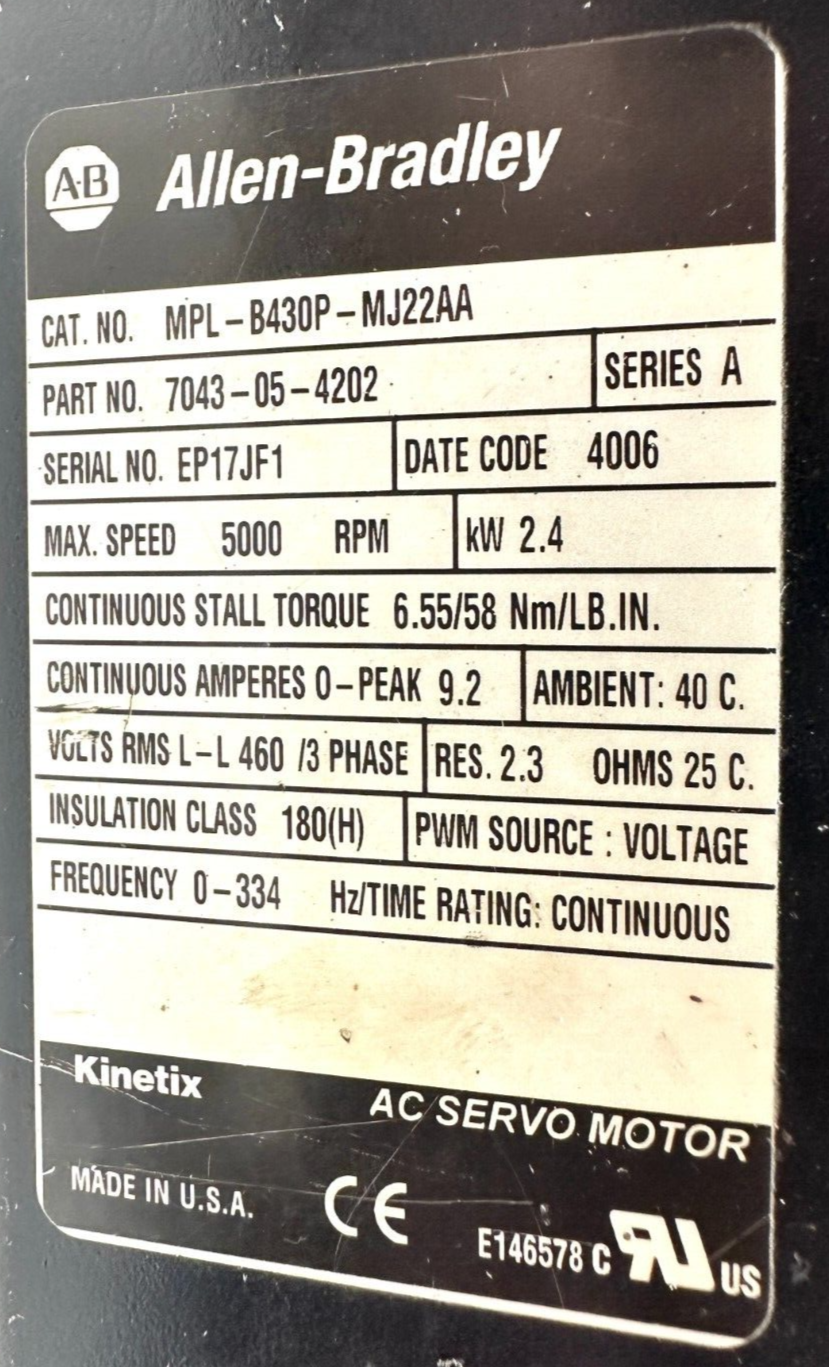 A-B Allen-Bradley
CAT. NO. MPL-B430P-MJ22AA
PART NO. 7043-05-4202 SERIES A
SERIAL NO. EP17JF1 DATE CODE 4006
MAX. SPEED 5000 RPM kW 2.4
CONTINUOUS STALL TORQUE 6.55/58 Nm/LB.IN.
CONTINUOUS AMPERES 0-PEAK 9.2 AMBIENT: 40 C.
VOLTS RMS L-L 460 /3 PHASE RES. 2.3 OHMS 25 C.
INSULATION CLASS 180(H) PWM SOURCE : VOLTAGE
FREQUENCY 0-334 Hz/TIME RATING: CONTINUOUS
Kinetix
AC SERVO MOTOR
MADE IN U.S.A. CE E146578 C RU US